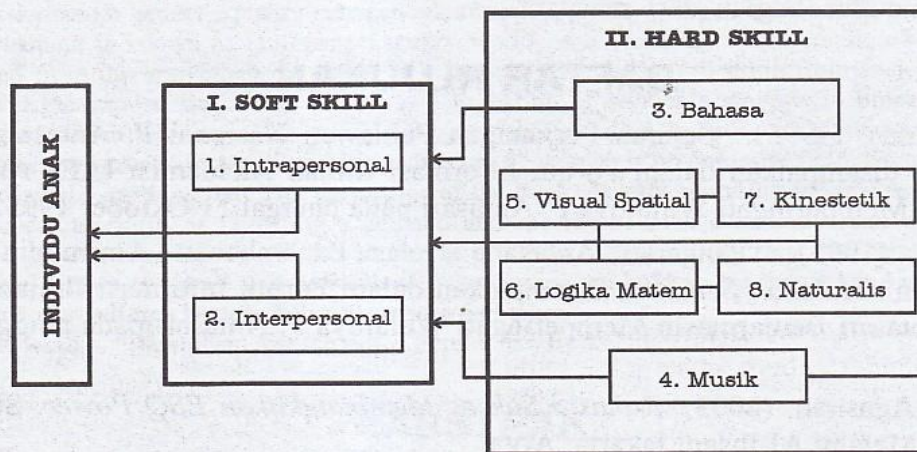 II. HARD SKILL
I. SOFT SKILL
3. Bahasa
1. Intrapersonal
INDIVIDU ANAK
5. Visual Spatial
7. Kinestetik
6. Logika Matem
8. Naturalis
2. Interpersonal
4. Musik